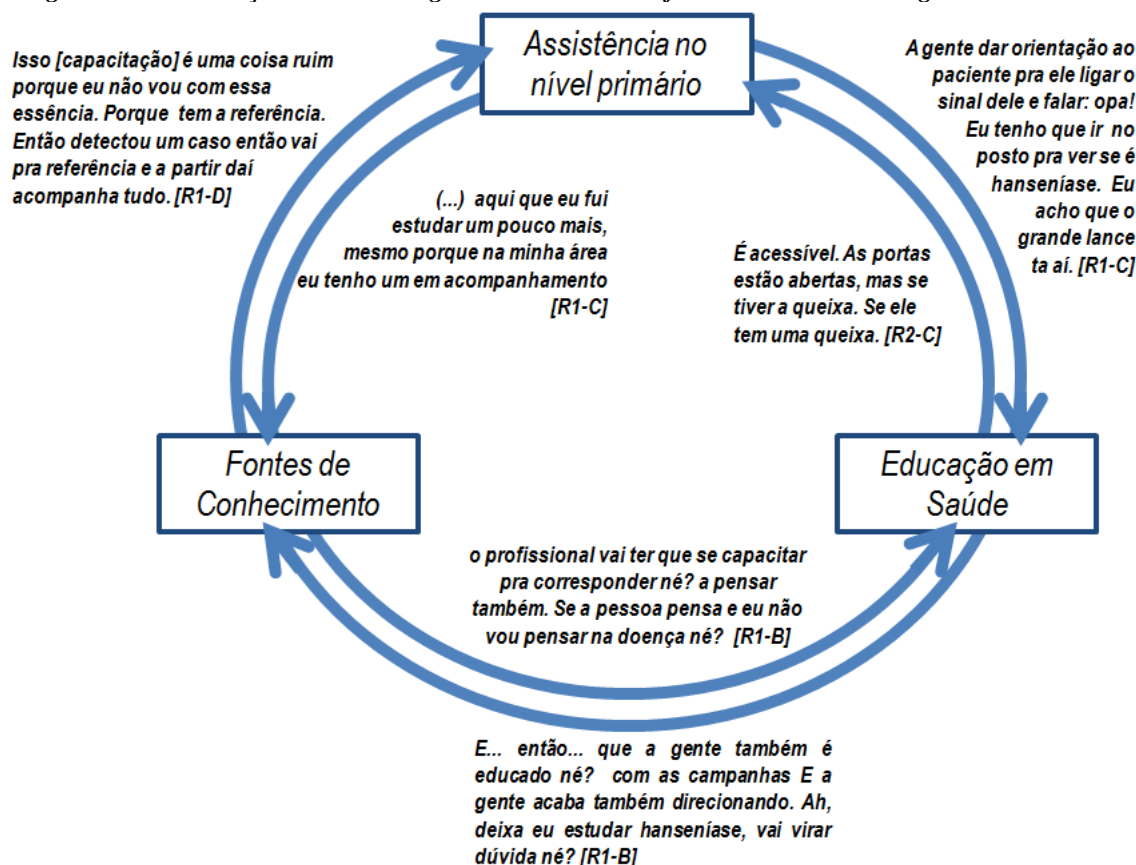 Assistência no
nível primário
Isso [capacitação] é uma coisa ruim
porque eu não vou com essa
essência. Porque tem a referência.
Então detectou um caso então vai
pra referência e a partir daí
acompanha tudo. [R1-D]
(...) aqui que eu fui
estudar um pouco mais,
mesmo porque na minha área
eu tenho um em acompanhamento
[R1-C]
A gente dar orientação ao
paciente pra ele ligar o
sinal dele e falar: opa!
Eu tenho que ir no
posto pra ver se é
hanseníase. Eu
acho que o
grande lance
ta aí. [R1-C]
É acessível. As portas
estão abertas, mas se
tiver a queixa. Se ele
tem uma queixa. [R2-C]
Fontes de
Conhecimento
Educação em
Saúde
o profissional vai ter que se capacitar
pra corresponder né? a pensar
também. Se a pessoa pensa e eu não
vou pensar na doença né? [R1-B]
E... então... que a gente também é
educado né? com as campanhas E a
gente acaba também direcionando. Ah,
deixa eu estudar hanseníase, vai virar
dúvida né? [R1-B]